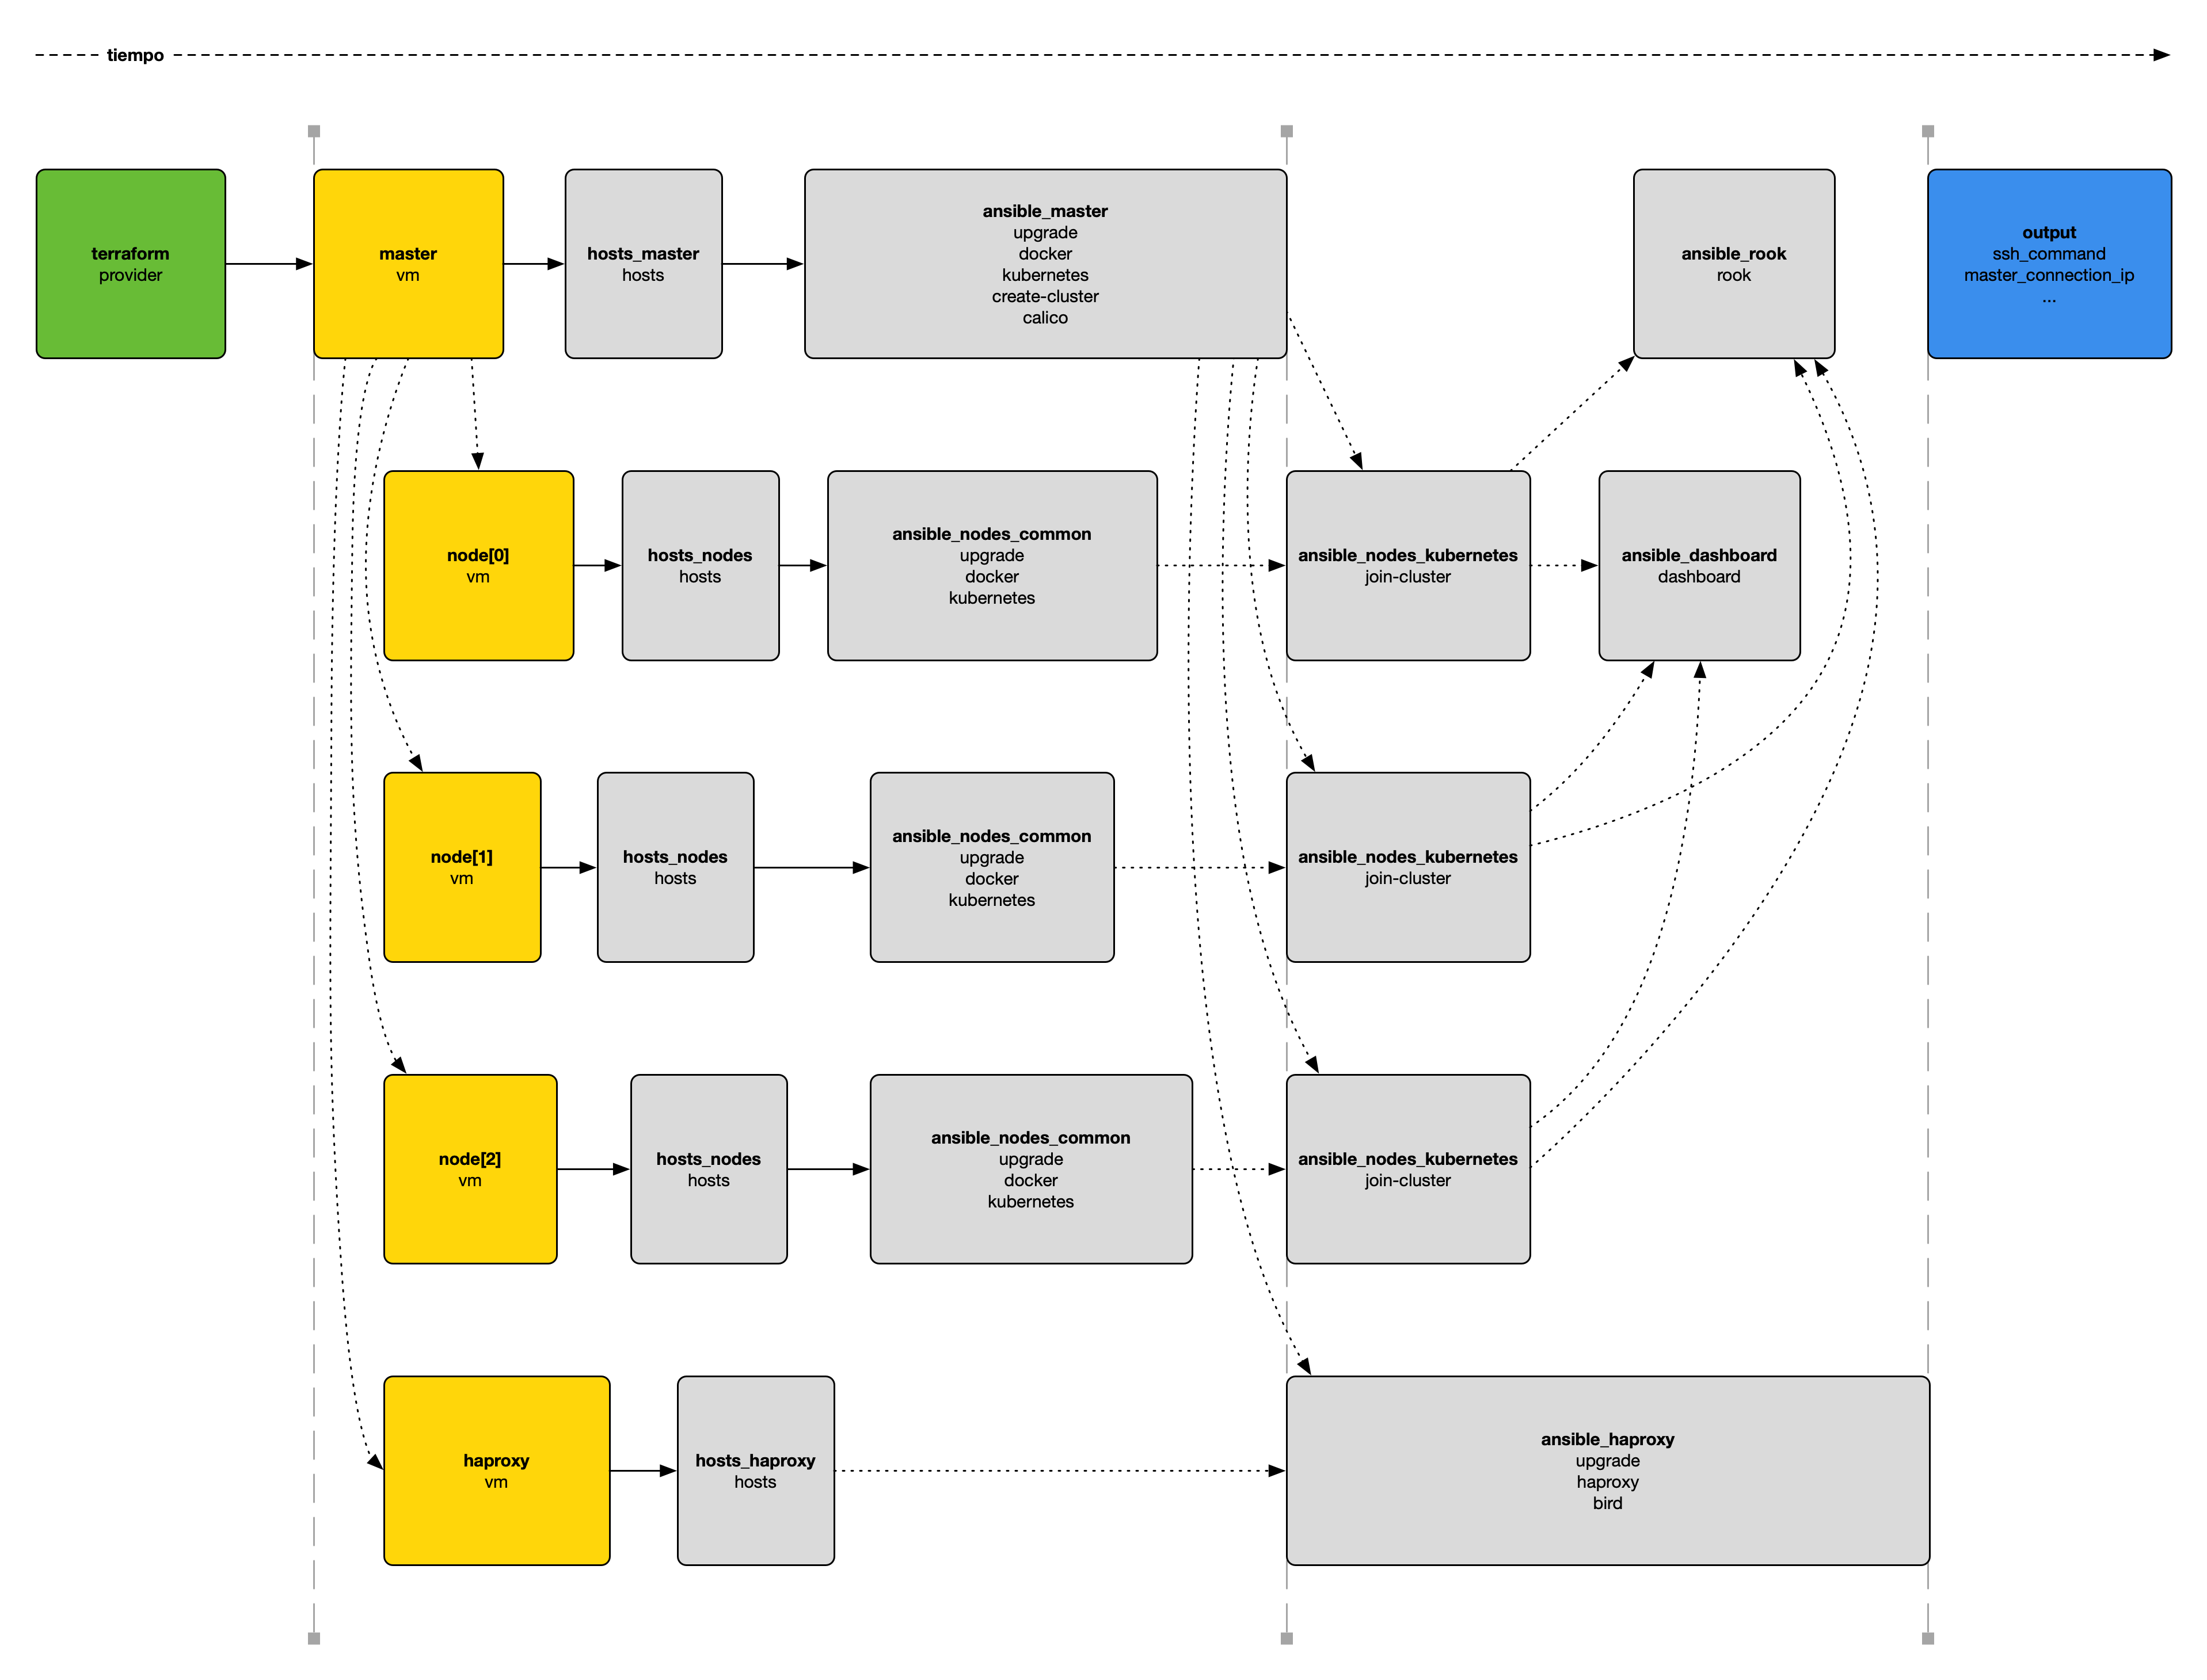 tiempo
terraform
provider
master
vm
hosts_master
hosts
ansible_master
upgrade
docker
kubernetes
create-cluster
calico
ansible_rook
rook
output
ssh_command
master_connection_ip
...
node[0]
vm
hosts_nodes
hosts
ansible_nodes_common
upgrade
docker
kubernetes
ansible_nodes_kubernetes
join-cluster
ansible_dashboard
dashboard
node[1]
vm
hosts_nodes
hosts
ansible_nodes_common
upgrade
docker
kubernetes
ansible_nodes_kubernetes
join-cluster
node[2]
vm
hosts_nodes
hosts
ansible_nodes_common
upgrade
docker
kubernetes
ansible_nodes_kubernetes
join-cluster
haproxy
vm
hosts_haproxy
hosts
ansible_haproxy
upgrade
haproxy
bird